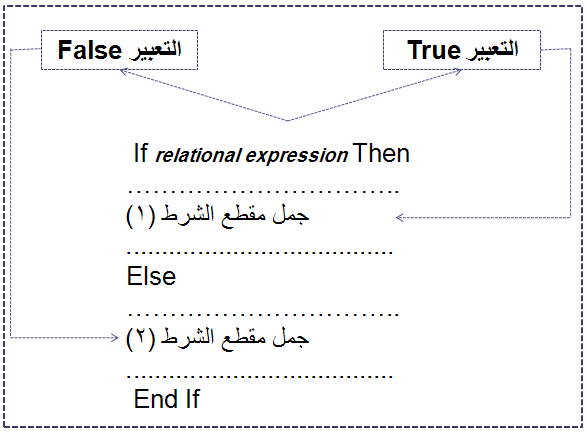 التعبير True
التعبير False
If relational expression Then
…………………………..
جمل مقطع الشرط (١)
.....................................
Else
…………………………..
جمل مقطع الشرط (٢)
.....................................
End If